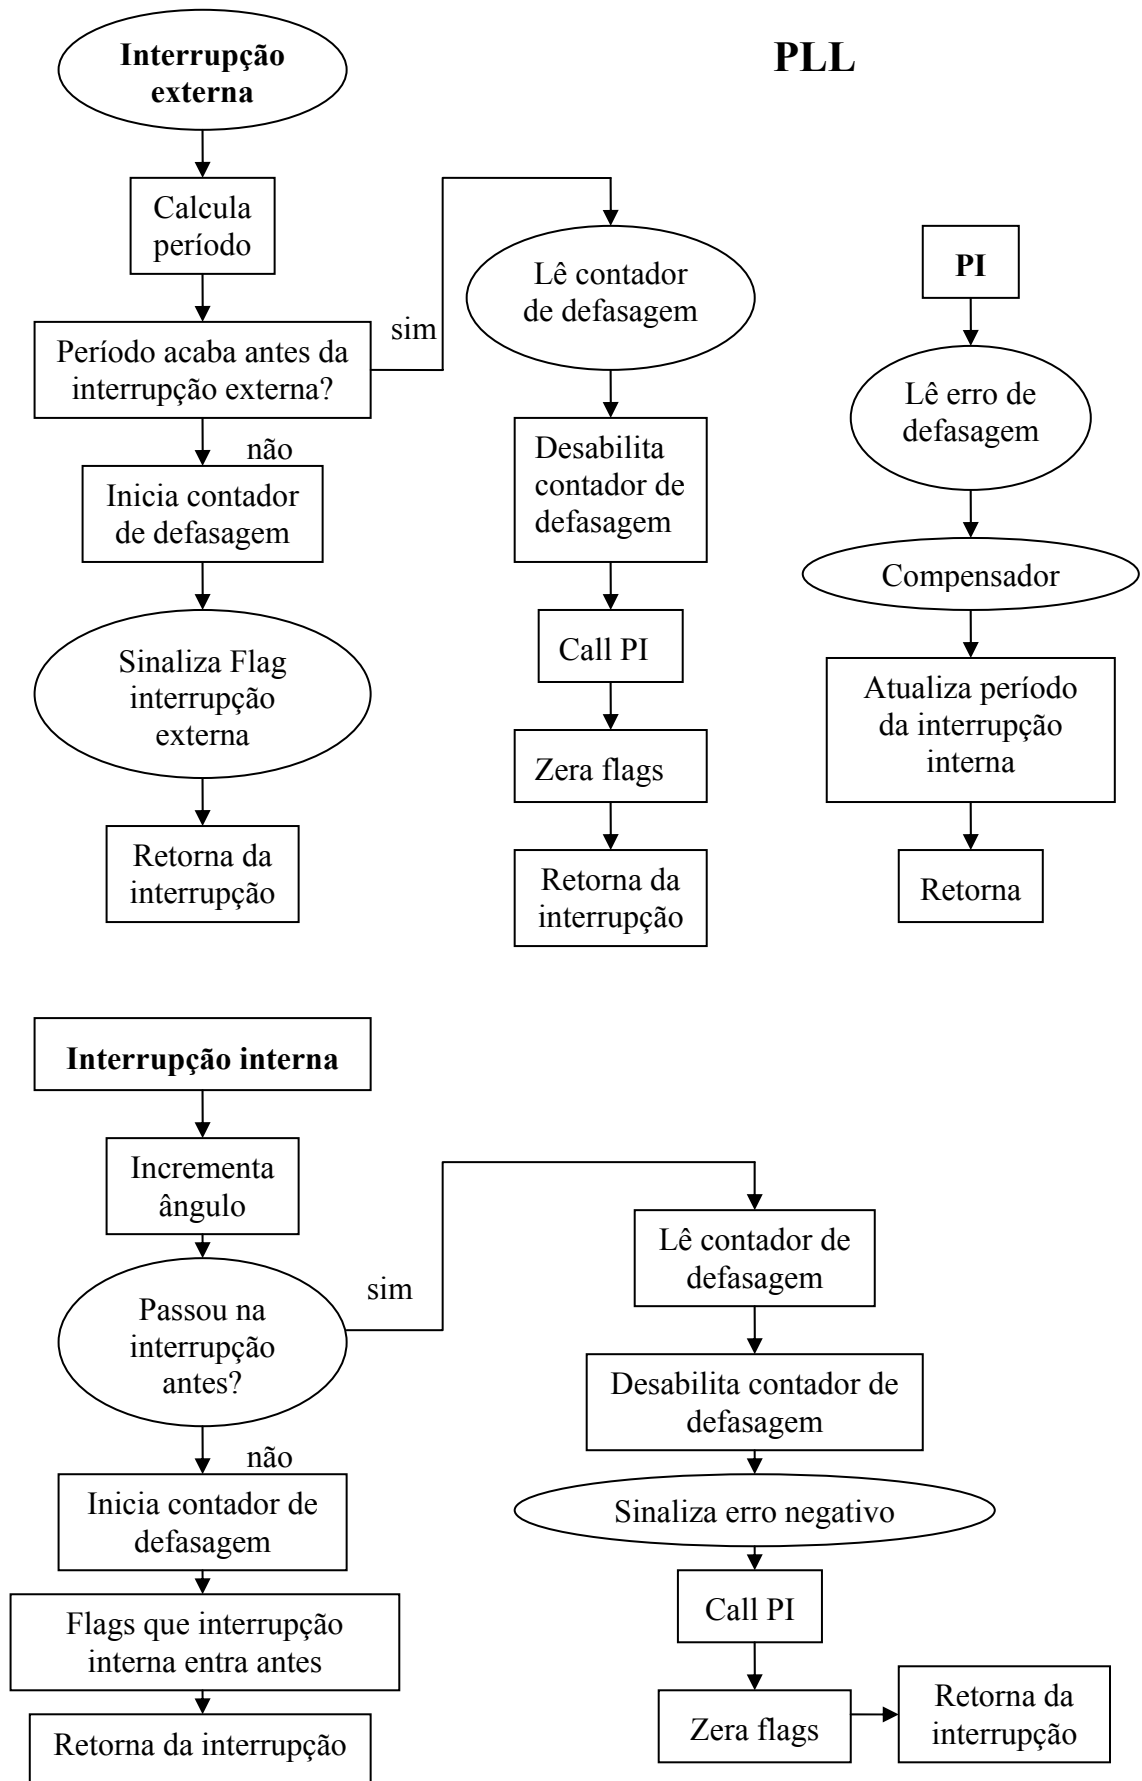 Interrupção
externa
PLL
Calcula
período
Período acaba antes da
interrupção externa?
sim
não
Inicia contador
de defasagem
Sinaliza Flag
interrupção
externa
Retorna da
interrupção
Lê contador
de defasagem
Desabilita
contador de
defasagem
Call PI
Zera flags
Retorna da
interrupção
PI
Lê erro de
defasagem
Compensador
Atualiza período
da interrupção
interna
Retorna
Interrupção interna
Incrementa
ângulo
Passou na
interrupção
antes?
sim
não
Inicia contador de
defasagem
Flags que interrupção
interna entra antes
Retorna da interrupção
Lê contador de
defasagem
Desabilita contador de
defasagem
Sinaliza erro negativo
Call PI
Zera flags
Retorna da
interrupção